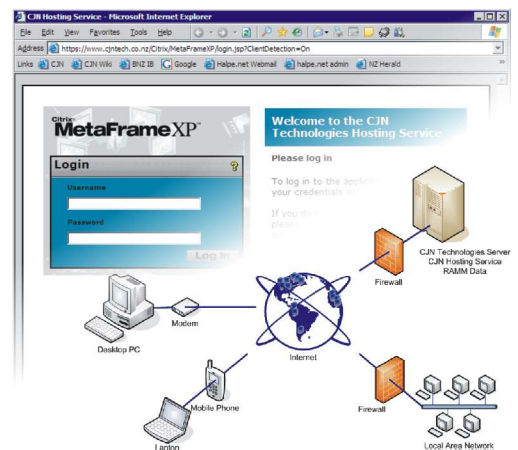 CJN Hosting Service - Microsoft Internet Explorer
File Edit View Favorites Tools Help
Address https://www.cjntech.co.nz/Citrix/MetaFrameXP/login.jsp?ClientDetection=On
Links CJN CJN Wiki BNZ IB Google Halpe.net Webmail halpe.net admin NZ Herald
Citrix
MetaFrameXP™
Login
Username
Password
Log In
Welcome to the CJN
Technologies Hosting Service
Please log in
To log in to the
your credentials
If you
please
CJN Technologies Server
CJN Hosting Service
RAMM Data
Firewall
Modem
Desktop PC
Internet
Mobile Phone
Laptop
Firewall
Local Area Network